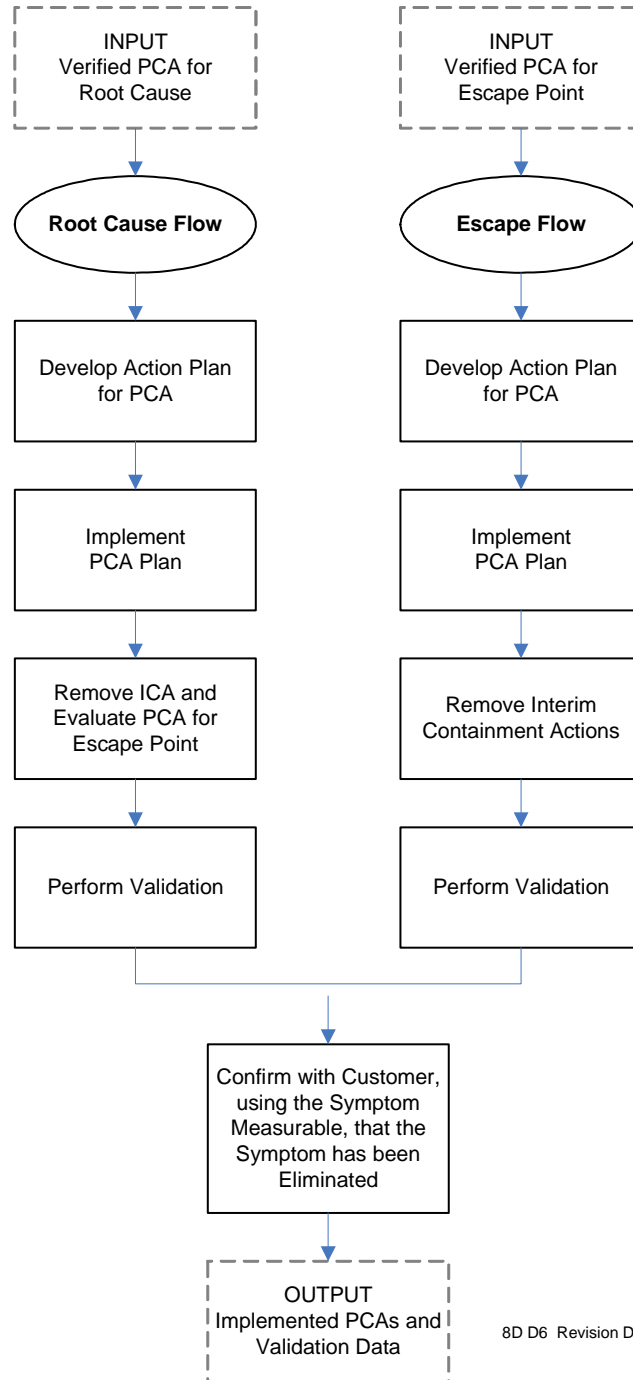 INPUT
Verified PCA for
Root Cause
INPUT
Verified PCA for
Escape Point
Root Cause Flow
Escape Flow
Develop Action Plan
for PCA
Develop Action Plan
for PCA
Implement
PCA Plan
Implement
PCA Plan
Remove ICA and
Evaluate PCA for
Escape Point
Remove Interim
Containment Actions
Perform Validation
Perform Validation
Confirm with Customer,
using the Symptom
Measurable, that the
Symptom has been
Eliminated
OUTPUT
Implemented PCAs and
Validation Data
8D D6 Revision D